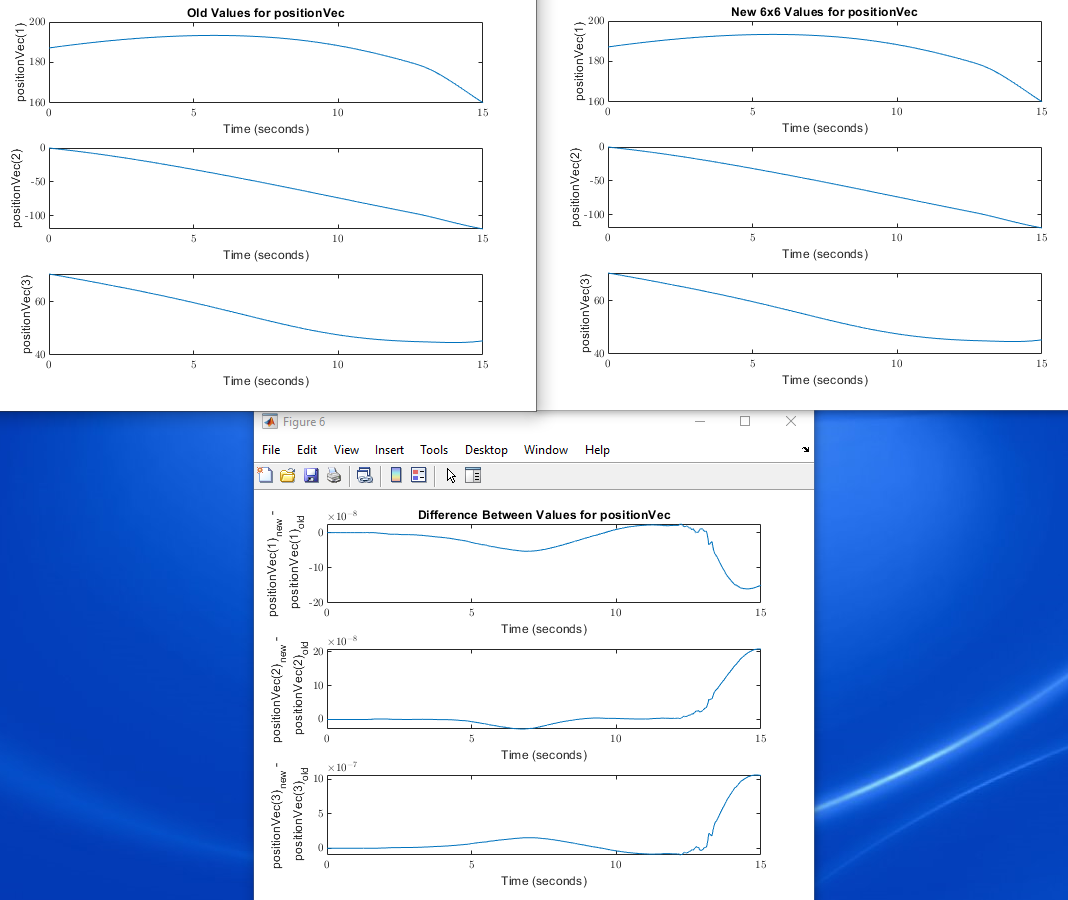 Old Values for positionVec
positionVec(1)
200
180
160
0 5 10 15
Time (seconds)
positionVec(2)
0
-50
-100
0 5 10 15
Time (seconds)
positionVec(3)
60
40
0 5 10 15
Time (seconds)
New 6x6 Values for positionVec
positionVec(1)
200
180
160
0 5 10 15
Time (seconds)
positionVec(2)
0
-50
-100
0 5 10 15
Time (seconds)
positionVec(3)
60
40
0 5 10 15
Time (seconds)
Figure 6
File Edit View Insert Tools Desktop Window Help
Difference Between Values for positionVec
×10⁻⁸
positionVec(1)new -
positionVec(1)old
0
-10
-20
0 5 10 15
Time (seconds)
×10⁻⁸
positionVec(2)new -
positionVec(2)old
20
10
0
0 5 10 15
Time (seconds)
×10⁻⁷
positionVec(3)new -
positionVec(3)old
10
5
0
0 5 10 15
Time (seconds)